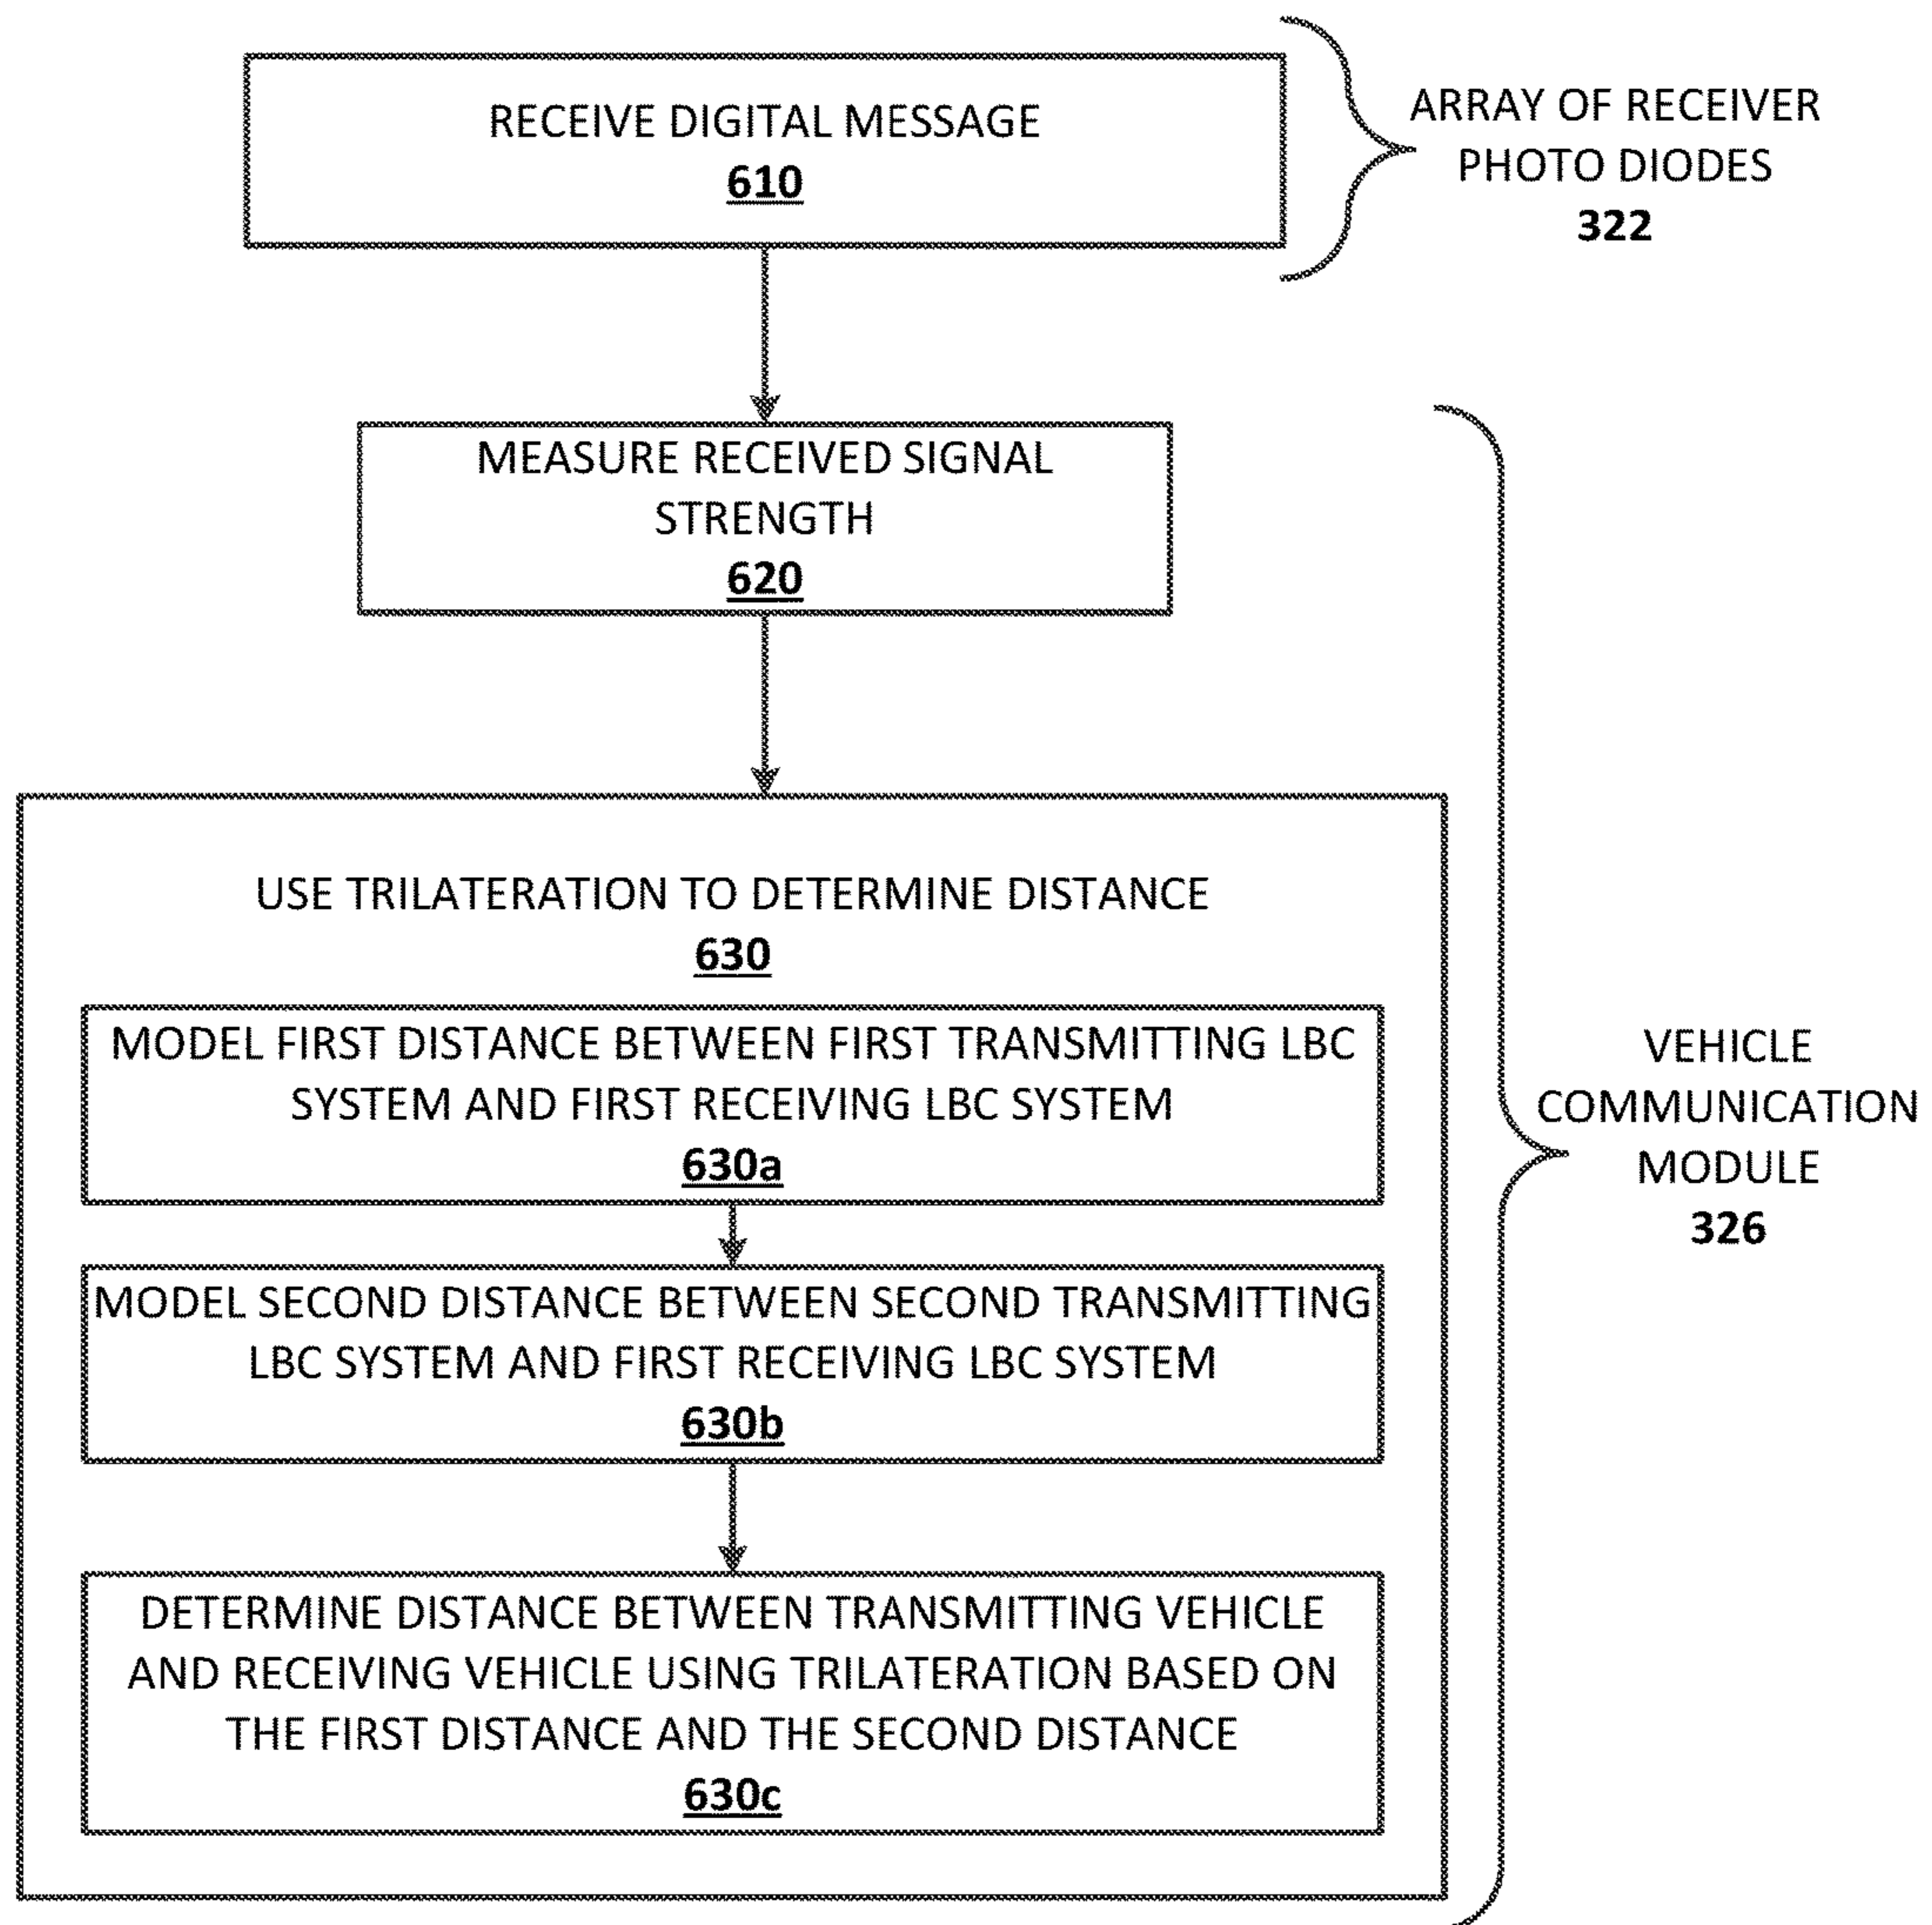 RECEIVE DIGITAL MESSAGE
610
ARRAY OF RECEIVER
PHOTO DIODES
322
MEASURE RECEIVED SIGNAL
STRENGTH
620
USE TRILATERATION TO DETERMINE DISTANCE
630
MODEL FIRST DISTANCE BETWEEN FIRST TRANSMITTING LBC
SYSTEM AND FIRST RECEIVING LBC SYSTEM
630a
MODEL SECOND DISTANCE BETWEEN SECOND TRANSMITTING
LBC SYSTEM AND FIRST RECEIVING LBC SYSTEM
630b
DETERMINE DISTANCE BETWEEN TRANSMITTING VEHICLE
AND RECEIVING VEHICLE USING TRILATERATION BASED ON
THE FIRST DISTANCE AND THE SECOND DISTANCE
630c
VEHICLE
COMMUNICATION
MODULE
326